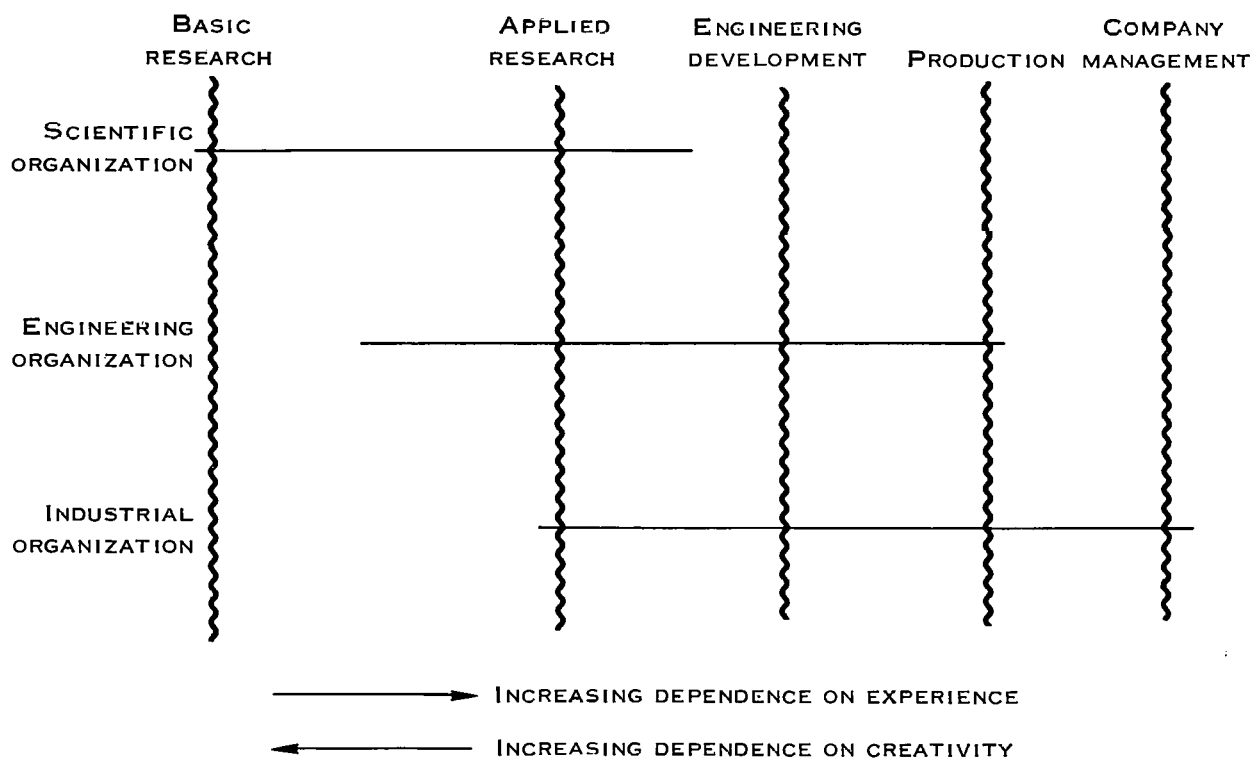 BASIC
RESEARCH
APPLIED
RESEARCH
ENGINEERING
DEVELOPMENT
PRODUCTION
COMPANY
MANAGEMENT
SCIENTIFIC
ORGANIZATION
ENGINEERING
ORGANIZATION
INDUSTRIAL
ORGANIZATION
INCREASING DEPENDENCE ON EXPERIENCE
INCREASING DEPENDENCE ON CREATIVITY